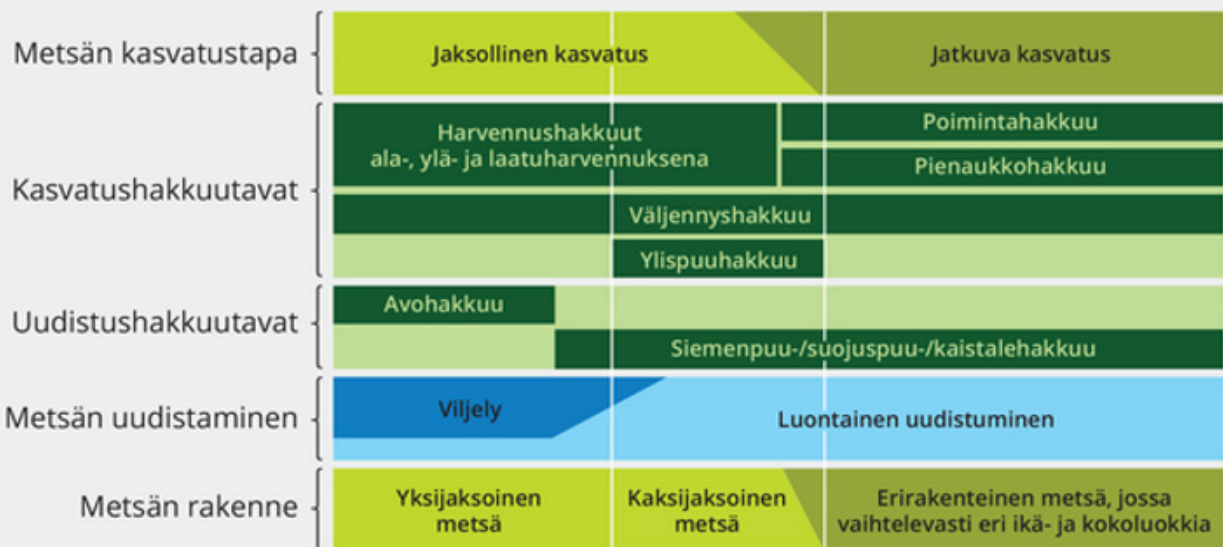 Metsän kasvatustapa
Jaksollinen kasvatus
Jatkuva kasvatus
Kasvatushakkuutavat
Harvennushakkuut
ala-, ylä- ja laatuharvennuksena
Poimintahakkuu
Pienaukkohakkuu
Väljennyshakkuu
Ylispuuhakkuu
Uudistushakkuutavat
Avohakkuu
Siemenpuu-/suojuspuu-/kaistalehakkuu
Metsän uudistaminen
Viljely
Luontainen uudistuminen
Metsän rakenne
Yksijaksoinen
metsä
Kaksijaksoinen
metsä
Erirakenteinen metsä, jossa
vaihtelevasti eri ikä- ja kokoluokkia